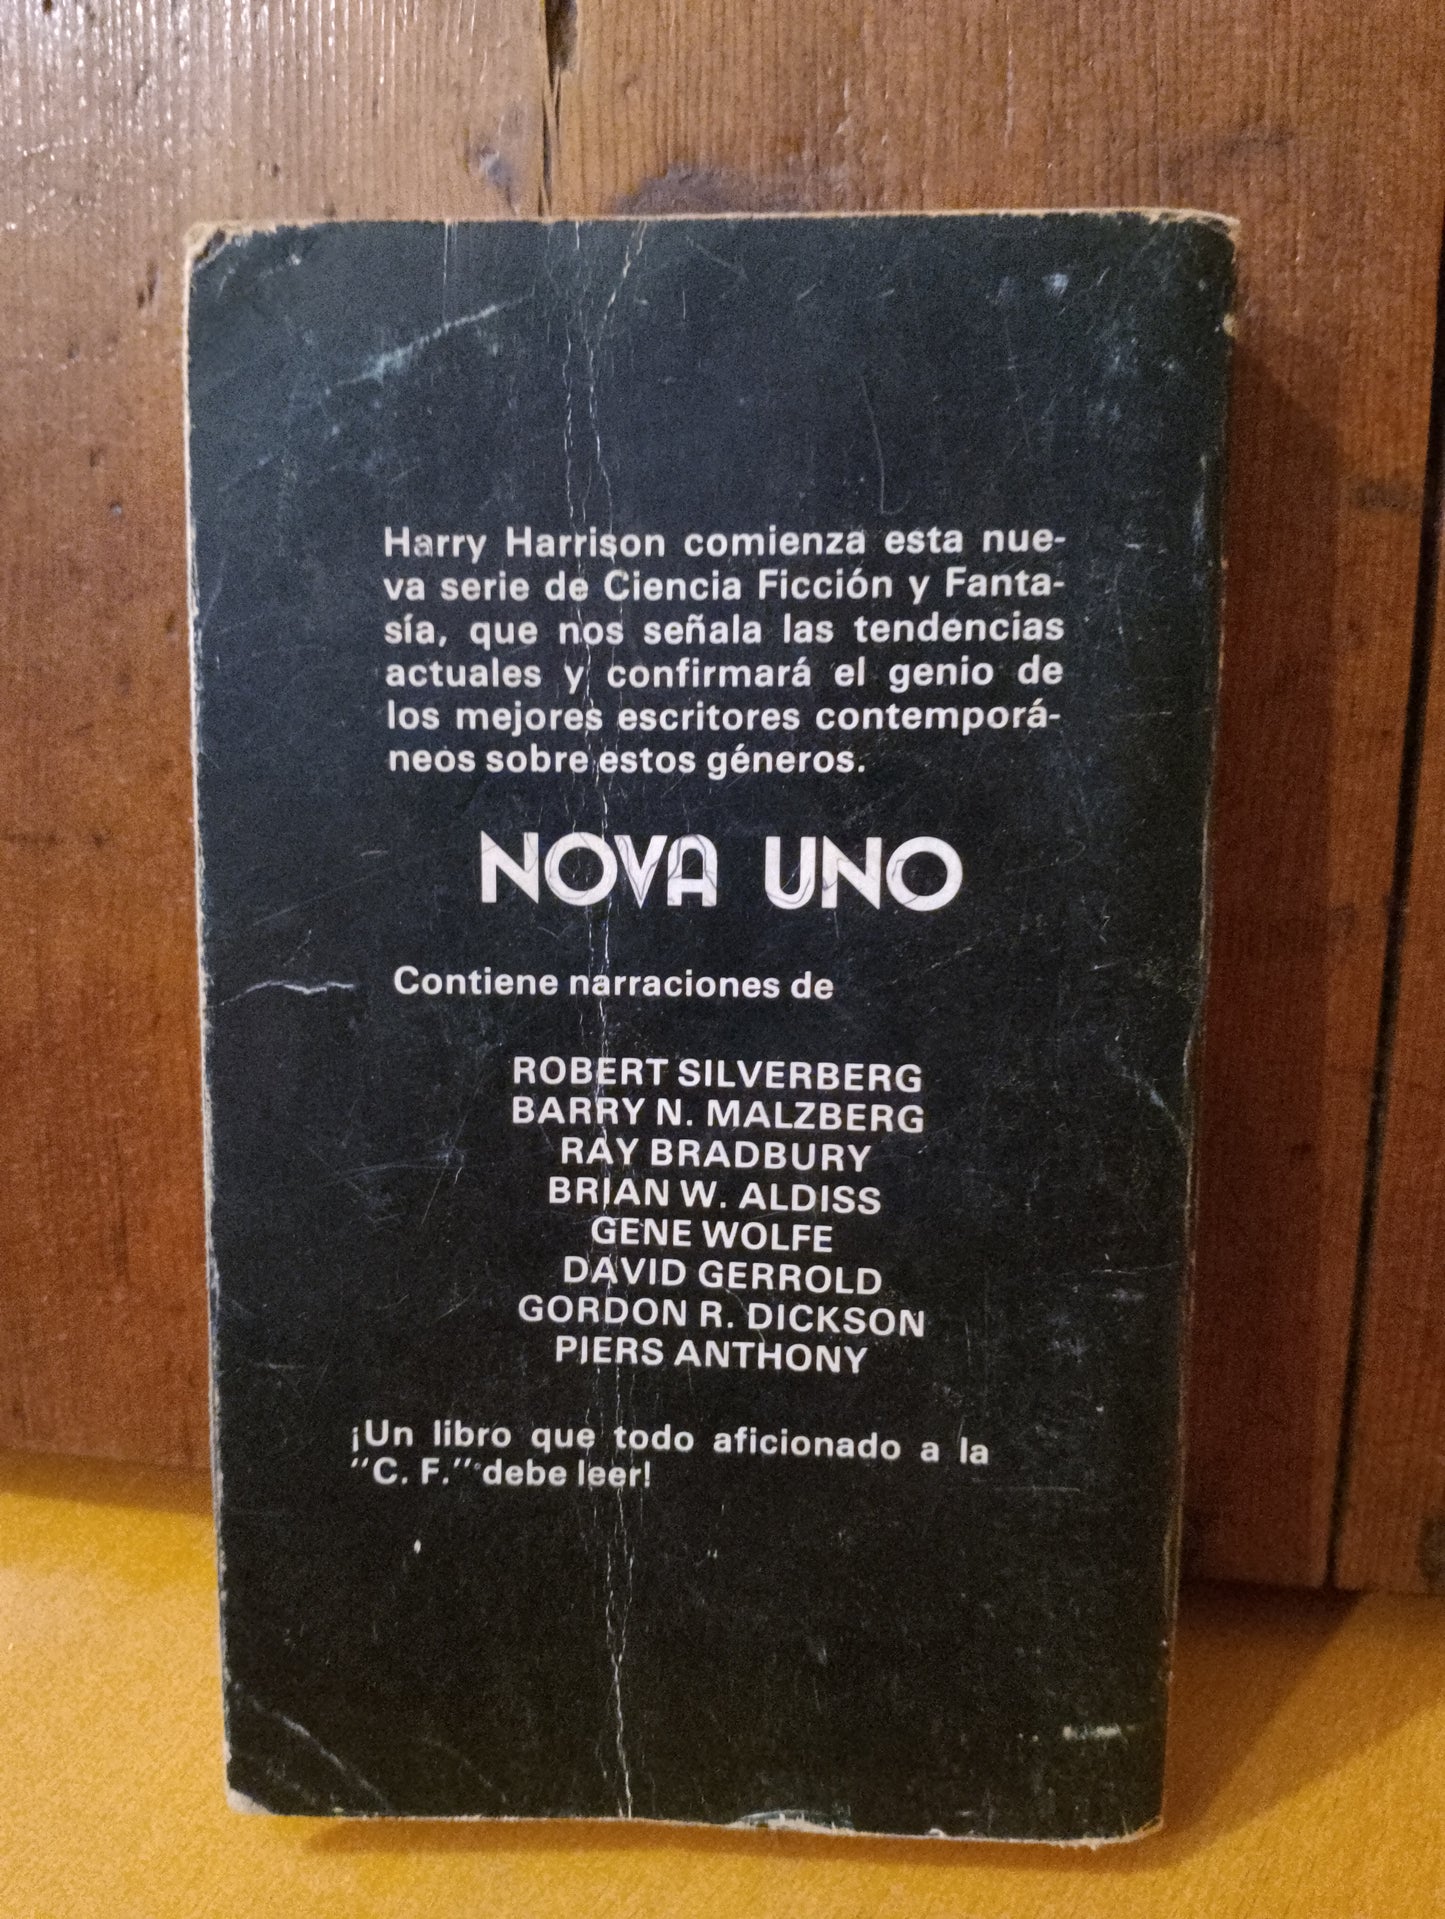 Harry Harrison comienza esta nue-
va serie de Ciencia Ficción y Fanta-
sía, que nos señala las tendencias
actuales y confirmará el genio de
los mejores escritores contemporá-
neos sobre estos géneros.
NOVA UNO
Contiene narraciones de
ROBERT SILVERBERG
BARRY N. MALZBERG
RAY BRADBURY
BRIAN W. ALDISS
GENE WOLFE
DAVID GERROLD
GORDON R. DICKSON
PIERS ANTHONY
¡Un libro que todo aficionado a la
"C. F." debe leer!